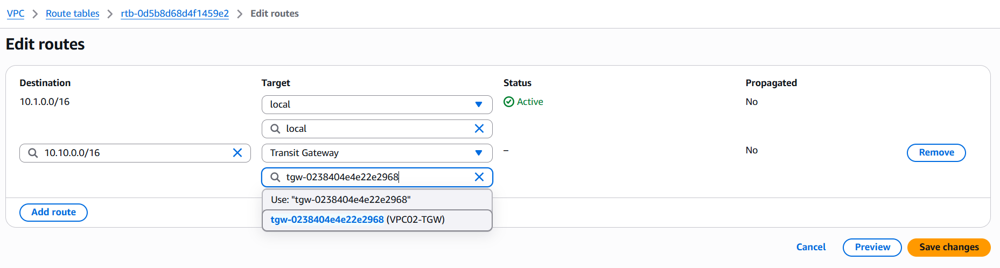 VPC > Route tables > rtb-0d5b8d68d4f1459e2 > Edit routes
Edit routes
Destination Target Status Propagated
10.1.0.0/16 local Active No
local
10.10.0.0/16 Transit Gateway – No Remove
tgw-0238404e4e22e2968
Use: "tgw-0238404e4e22e2968"
Add route
tgw-0238404e4e22e2968 (VPC02-TGW)
Cancel Preview Save changes